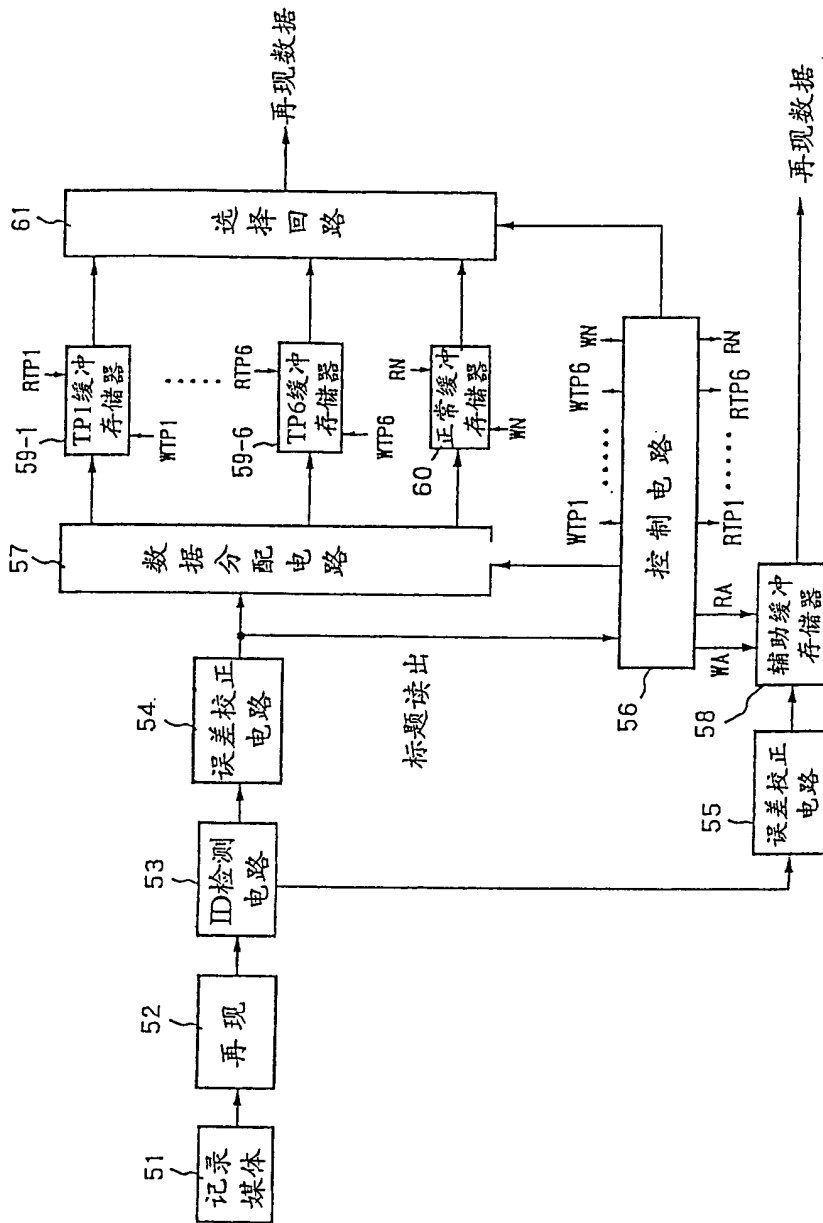 51
记录
媒体
52
再现
53
ID检测
电路
54
误差校正
电路
57
数据分配电路
RTP1
59-1
TP1缓冲
存储器
WTP1
RTP6
59-6
TP6缓冲
存储器
WTP6
RN
60
正常缓冲
存储器
WN
61
选择回路
再现数据
标题读出
WTP1
WTP6
WN
56
控制电路
WA
RA
RTP1
RTP6
RN
55
误差校正
电路
58
辅助缓冲
存储器
再现数据